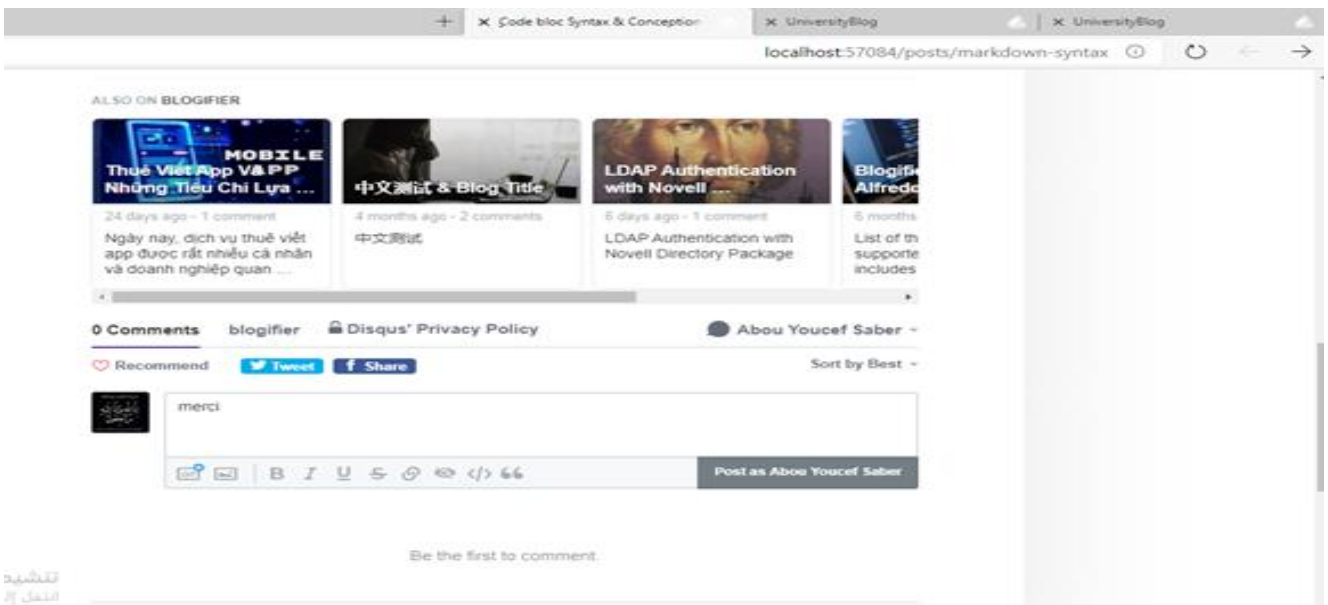 Code bloc Syntax & Conception
UniversityBlog
UniversityBlog
localhost:57084/posts/markdown-syntax
ALSO ON BLOGIFIER
MOBILE
Thuê Viết App V&PP
Những Tiêu Chí Lựa ...
24 days ago - 1 comment
Ngày nay, dịch vụ thuê viết
app được rất nhiều cá nhân
và doanh nghiệp quan ...
中文测试 & Blog Title
4 months ago - 2 comments
中文测试
LDAP Authentication
with Novell ...
6 days ago - 1 comment
LDAP Authentication with
Novell Directory Package
Blogifie
Alfredo
6 months
List of th
supporte
includes
0 Comments blogifier Disqus' Privacy Policy Abou Youcef Saber
Recommend Tweet f Share Sort by Best
merci
B I U S </> 66
Post as Abou Youcef Saber
Be the first to comment.